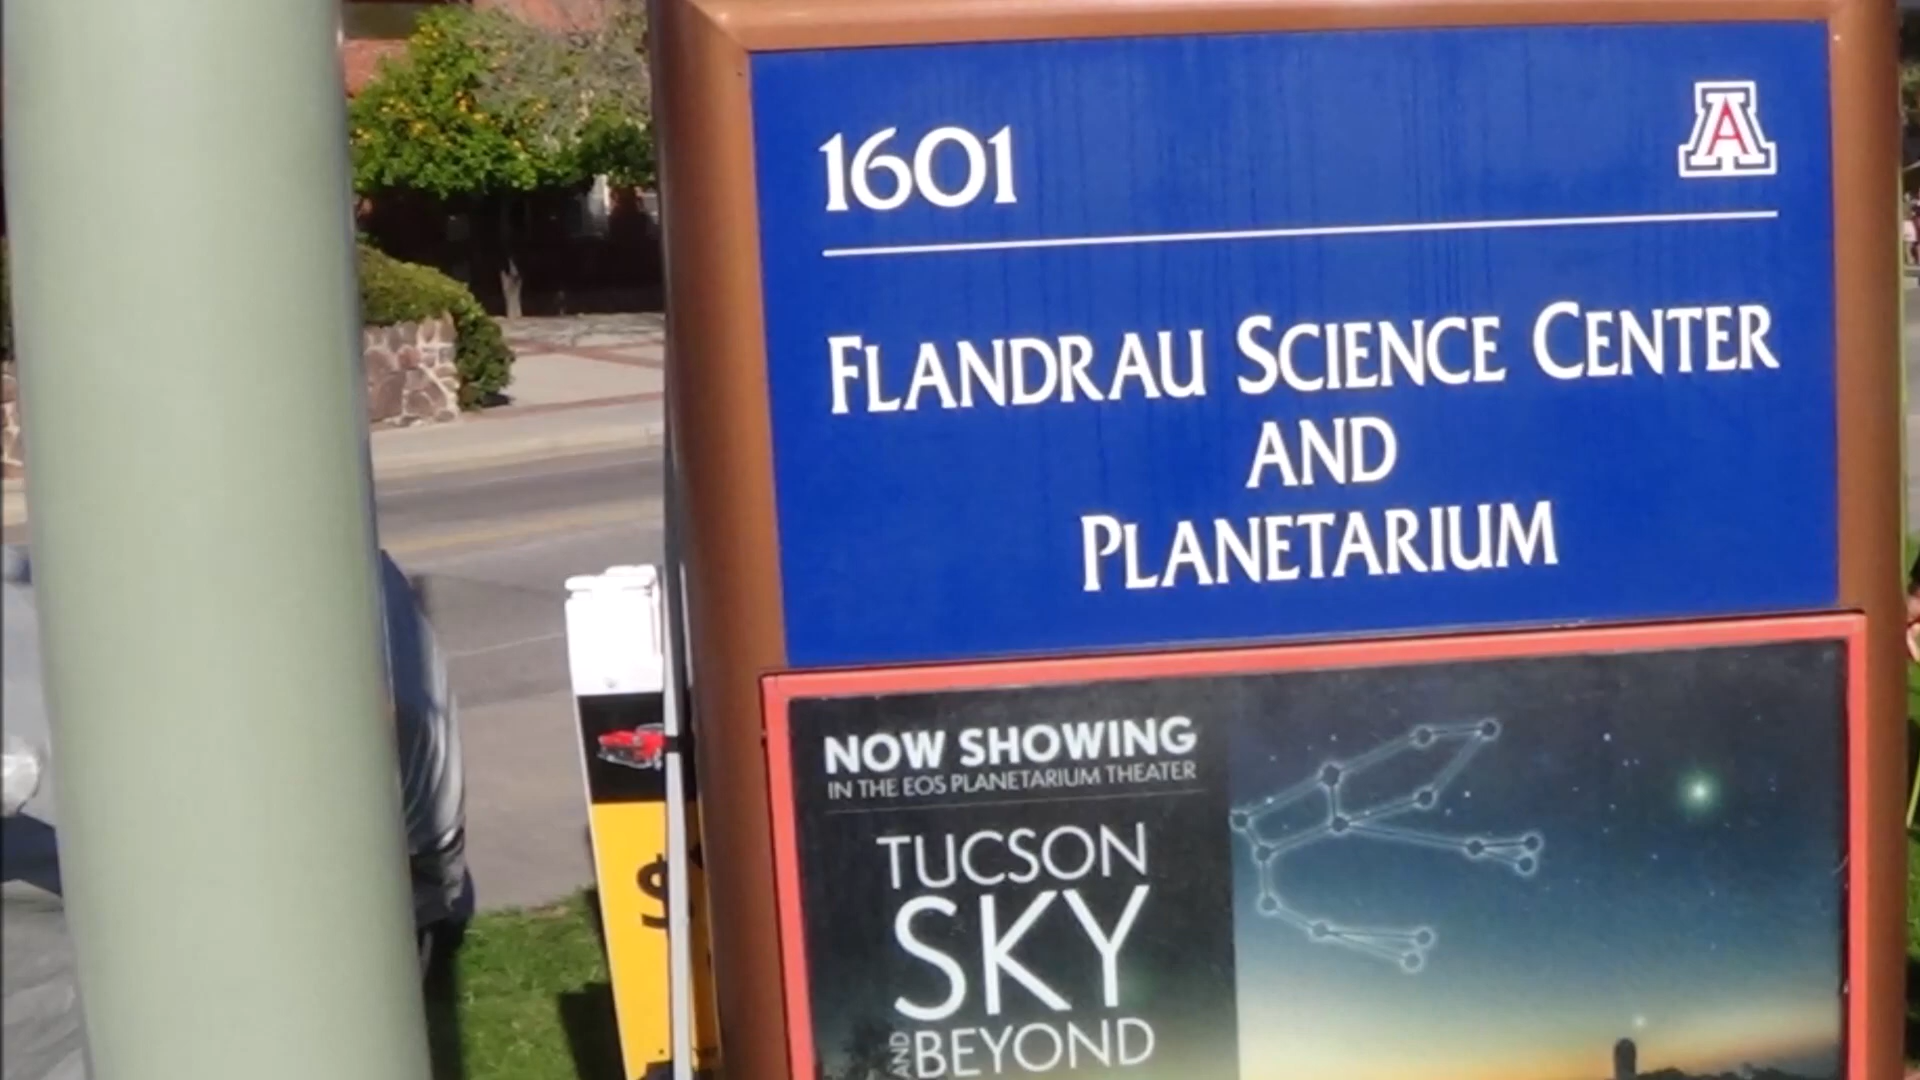 1601
A
FLANDRAU SCIENCE CENTER
AND
PLANETARIUM
NOW SHOWING
IN THE EOS PLANETARIUM THEATER
TUCSON
SKY
AND BEYOND
$